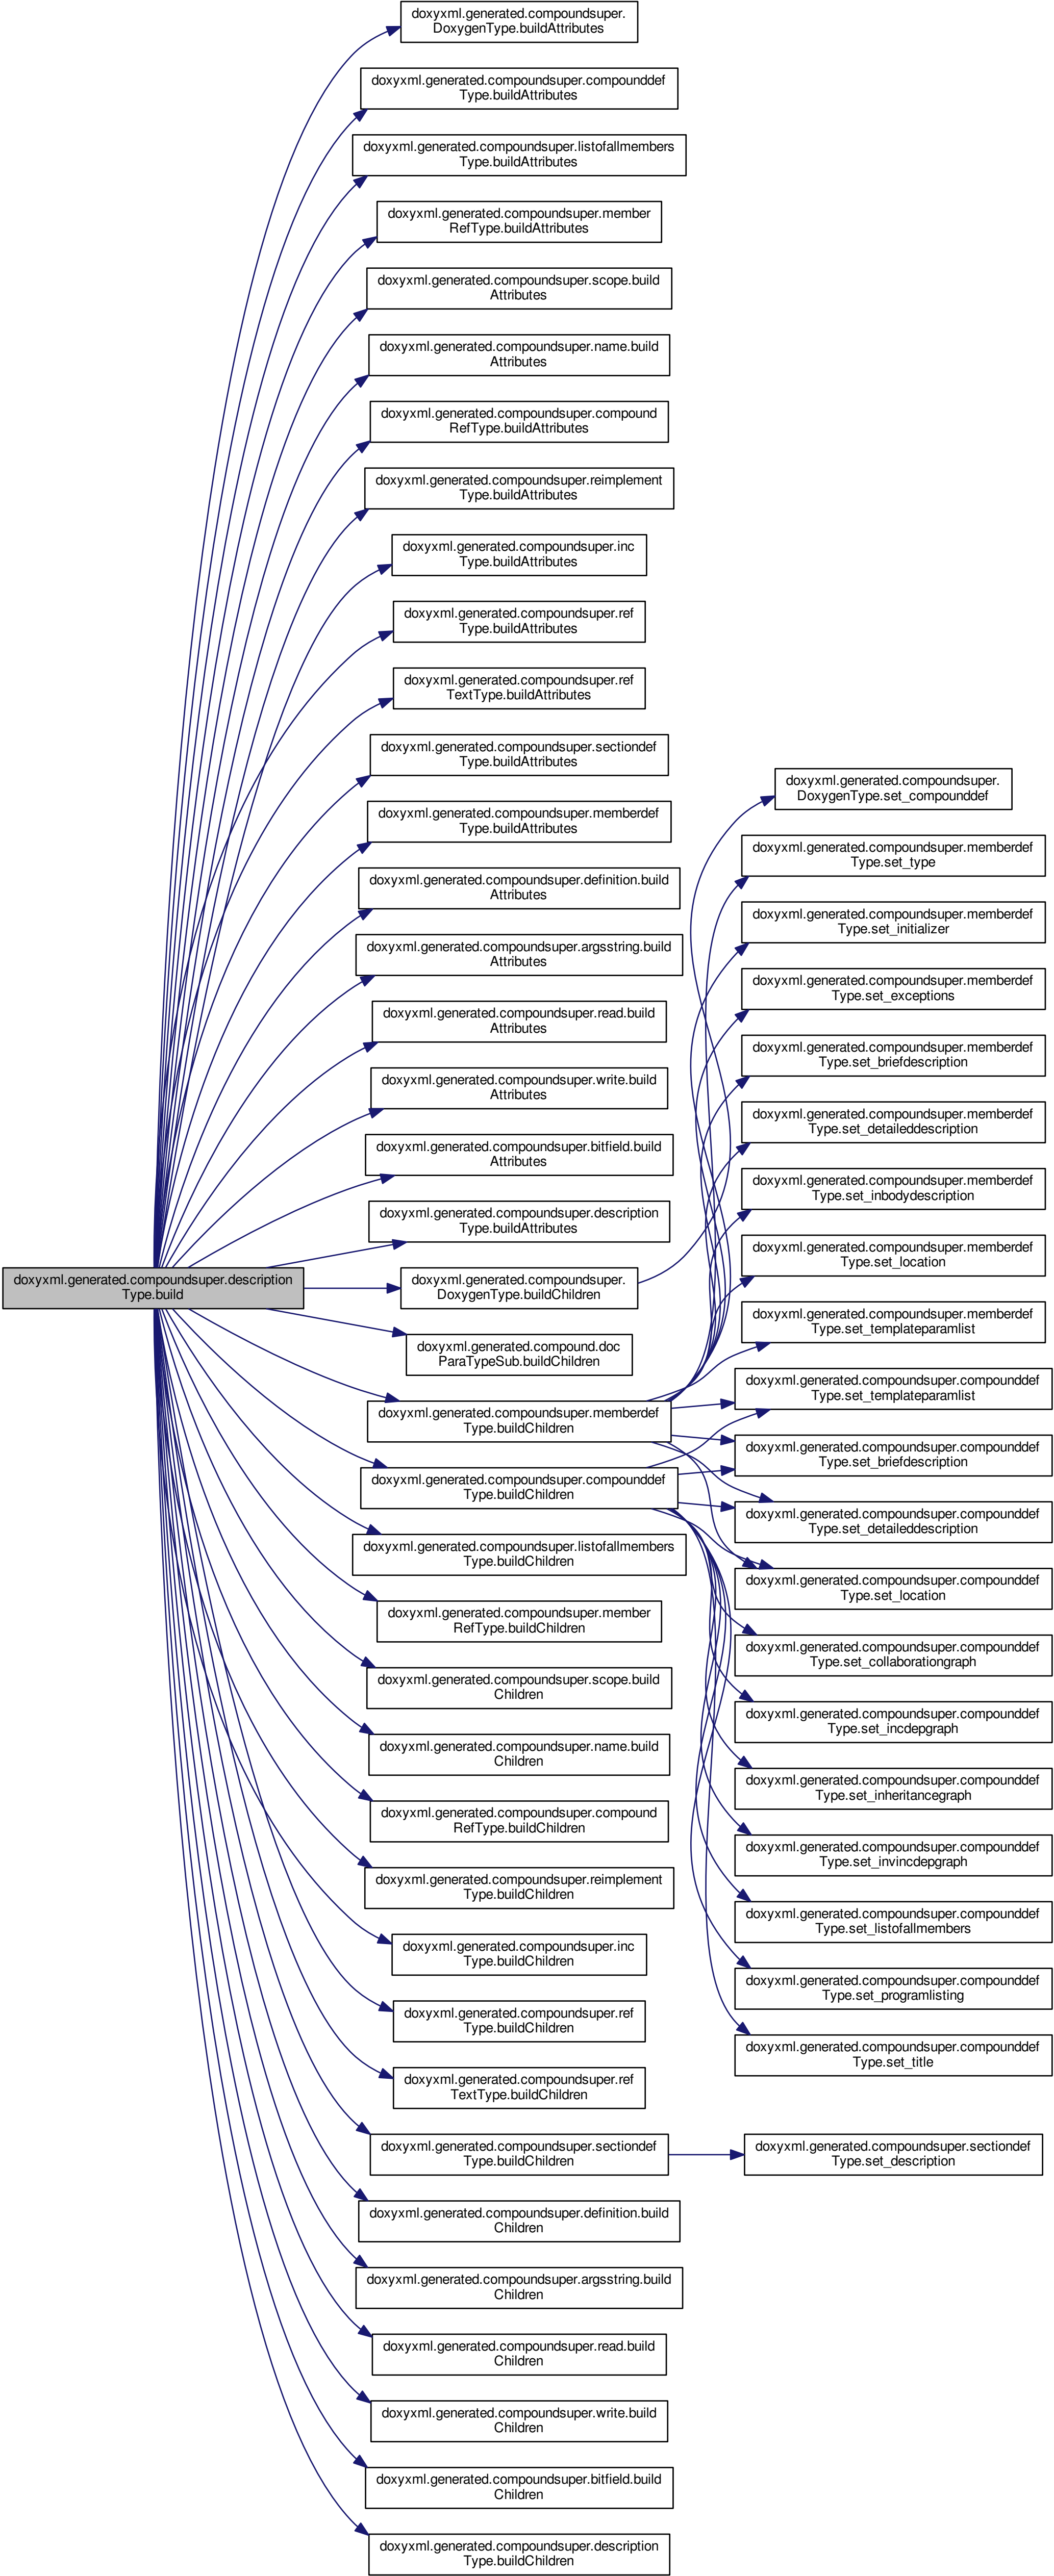 doxyxml.generated.compoundsuper.description
Type.build
doxyxml.generated.compoundsuper.
DoxygenType.buildAttributes
doxyxml.generated.compoundsuper.compounddef
Type.buildAttributes
doxyxml.generated.compoundsuper.listofallmembers
Type.buildAttributes
doxyxml.generated.compoundsuper.member
RefType.buildAttributes
doxyxml.generated.compoundsuper.scope.build
Attributes
doxyxml.generated.compoundsuper.name.build
Attributes
doxyxml.generated.compoundsuper.compound
RefType.buildAttributes
doxyxml.generated.compoundsuper.reimplement
Type.buildAttributes
doxyxml.generated.compoundsuper.inc
Type.buildAttributes
doxyxml.generated.compoundsuper.ref
Type.buildAttributes
doxyxml.generated.compoundsuper.ref
TextType.buildAttributes
doxyxml.generated.compoundsuper.sectiondef
Type.buildAttributes
doxyxml.generated.compoundsuper.memberdef
Type.buildAttributes
doxyxml.generated.compoundsuper.definition.build
Attributes
doxyxml.generated.compoundsuper.argsstring.build
Attributes
doxyxml.generated.compoundsuper.read.build
Attributes
doxyxml.generated.compoundsuper.write.build
Attributes
doxyxml.generated.compoundsuper.bitfield.build
Attributes
doxyxml.generated.compoundsuper.description
Type.buildAttributes
doxyxml.generated.compoundsuper.
DoxygenType.buildChildren
doxyxml.generated.compound.doc
ParaTypeSub.buildChildren
doxyxml.generated.compoundsuper.memberdef
Type.buildChildren
doxyxml.generated.compoundsuper.compounddef
Type.buildChildren
doxyxml.generated.compoundsuper.listofallmembers
Type.buildChildren
doxyxml.generated.compoundsuper.member
RefType.buildChildren
doxyxml.generated.compoundsuper.scope.build
Children
doxyxml.generated.compoundsuper.name.build
Children
doxyxml.generated.compoundsuper.compound
RefType.buildChildren
doxyxml.generated.compoundsuper.reimplement
Type.buildChildren
doxyxml.generated.compoundsuper.inc
Type.buildChildren
doxyxml.generated.compoundsuper.ref
Type.buildChildren
doxyxml.generated.compoundsuper.ref
TextType.buildChildren
doxyxml.generated.compoundsuper.sectiondef
Type.buildChildren
doxyxml.generated.compoundsuper.definition.build
Children
doxyxml.generated.compoundsuper.argsstring.build
Children
doxyxml.generated.compoundsuper.read.build
Children
doxyxml.generated.compoundsuper.write.build
Children
doxyxml.generated.compoundsuper.bitfield.build
Children
doxyxml.generated.compoundsuper.description
Type.buildChildren
doxyxml.generated.compoundsuper.
DoxygenType.set_compounddef
doxyxml.generated.compoundsuper.memberdef
Type.set_type
doxyxml.generated.compoundsuper.memberdef
Type.set_initializer
doxyxml.generated.compoundsuper.memberdef
Type.set_exceptions
doxyxml.generated.compoundsuper.memberdef
Type.set_briefdescription
doxyxml.generated.compoundsuper.memberdef
Type.set_detaileddescription
doxyxml.generated.compoundsuper.memberdef
Type.set_inbodydescription
doxyxml.generated.compoundsuper.memberdef
Type.set_location
doxyxml.generated.compoundsuper.memberdef
Type.set_templateparamlist
doxyxml.generated.compoundsuper.compounddef
Type.set_templateparamlist
doxyxml.generated.compoundsuper.compounddef
Type.set_briefdescription
doxyxml.generated.compoundsuper.compounddef
Type.set_detaileddescription
doxyxml.generated.compoundsuper.compounddef
Type.set_location
doxyxml.generated.compoundsuper.compounddef
Type.set_collaborationgraph
doxyxml.generated.compoundsuper.compounddef
Type.set_incdepgraph
doxyxml.generated.compoundsuper.compounddef
Type.set_inheritancegraph
doxyxml.generated.compoundsuper.compounddef
Type.set_invincdepgraph
doxyxml.generated.compoundsuper.compounddef
Type.set_listofallmembers
doxyxml.generated.compoundsuper.compounddef
Type.set_programlisting
doxyxml.generated.compoundsuper.compounddef
Type.set_title
doxyxml.generated.compoundsuper.sectiondef
Type.set_description